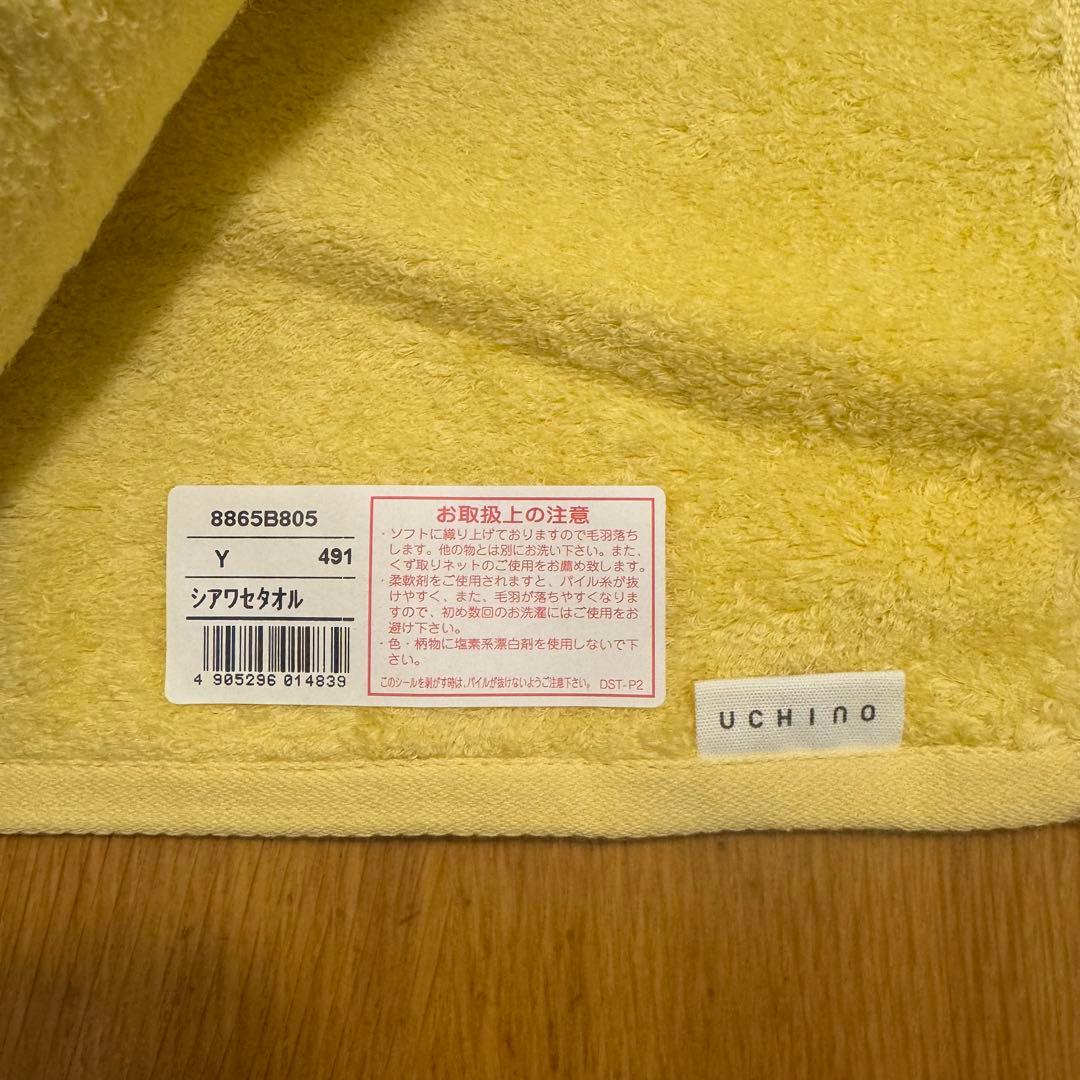 8865B805
Y 491
シアワセタオル
4 905296 014839
お取扱上の注意
・ソフトに織り上げておりますので毛羽落ち
します。他の物とは別にお洗い下さい。また、
くず取りネットのご使用をお薦め致します。
・柔軟剤をご使用されますと、パイル糸が抜
けやすく、また、毛羽が落ちやすくなりま
すので、初め数回のお洗濯にはご使用をお
避け下さい。
・色・柄物に塩素系漂白剤を使用しないで下
さい。
このシールを剥がす時は、パイルが抜けないようご注意下さい。 DST-P2
UCHINO